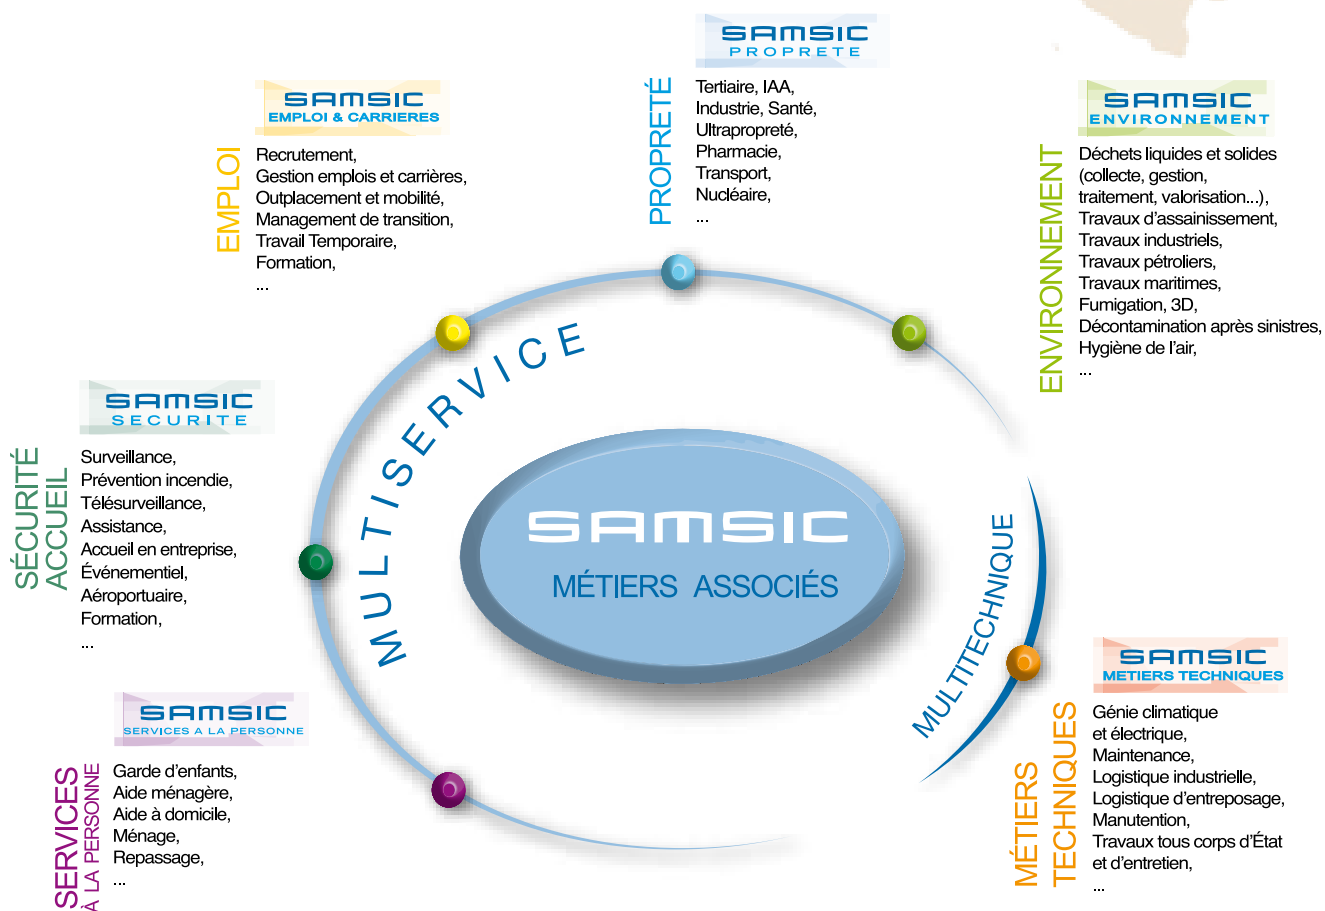 SAMSIC
PROPRETE
PROPRETÉ
Tertiaire, IAA,
Industrie, Santé,
Ultrapropreté,
Pharmacie,
Transport,
Nucléaire,
...
SAMSIC
EMPLOI & CARRIERES
EMPLOI
Recrutement,
Gestion emplois et carrières,
Outplacement et mobilité,
Management de transition,
Travail Temporaire,
Formation,
...
SAMSIC
ENVIRONNEMENT
ENVIRONNEMENT
Déchets liquides et solides
(collecte, gestion,
traitement, valorisation...),
Travaux d'assainissement,
Travaux industriels,
Travaux pétroliers,
Travaux maritimes,
Fumigation, 3D,
Décontamination après sinistres,
Hygiène de l'air,
...
SAMSIC
SECURITE
SÉCURITÉ
ACCUEIL
Surveillance,
Prévention incendie,
Télésurveillance,
Assistance,
Accueil en entreprise,
Événementiel,
Aéroportuaire,
Formation,
...
MULTISERVICE
SAMSIC
MÉTIERS ASSOCIÉS
MULTITECHNIQUE
SAMSIC
METIERS TECHNIQUES
MÉTIERS
TECHNIQUES
Génie climatique
et électrique,
Maintenance,
Logistique industrielle,
Logistique d'entreposage,
Manutention,
Travaux tous corps d'État
et d'entretien,
...
SAMSIC
SERVICES A LA PERSONNE
SERVICES
À LA PERSONNE
Garde d'enfants,
Aide ménagère,
Aide à domicile,
Ménage,
Repassage,
...